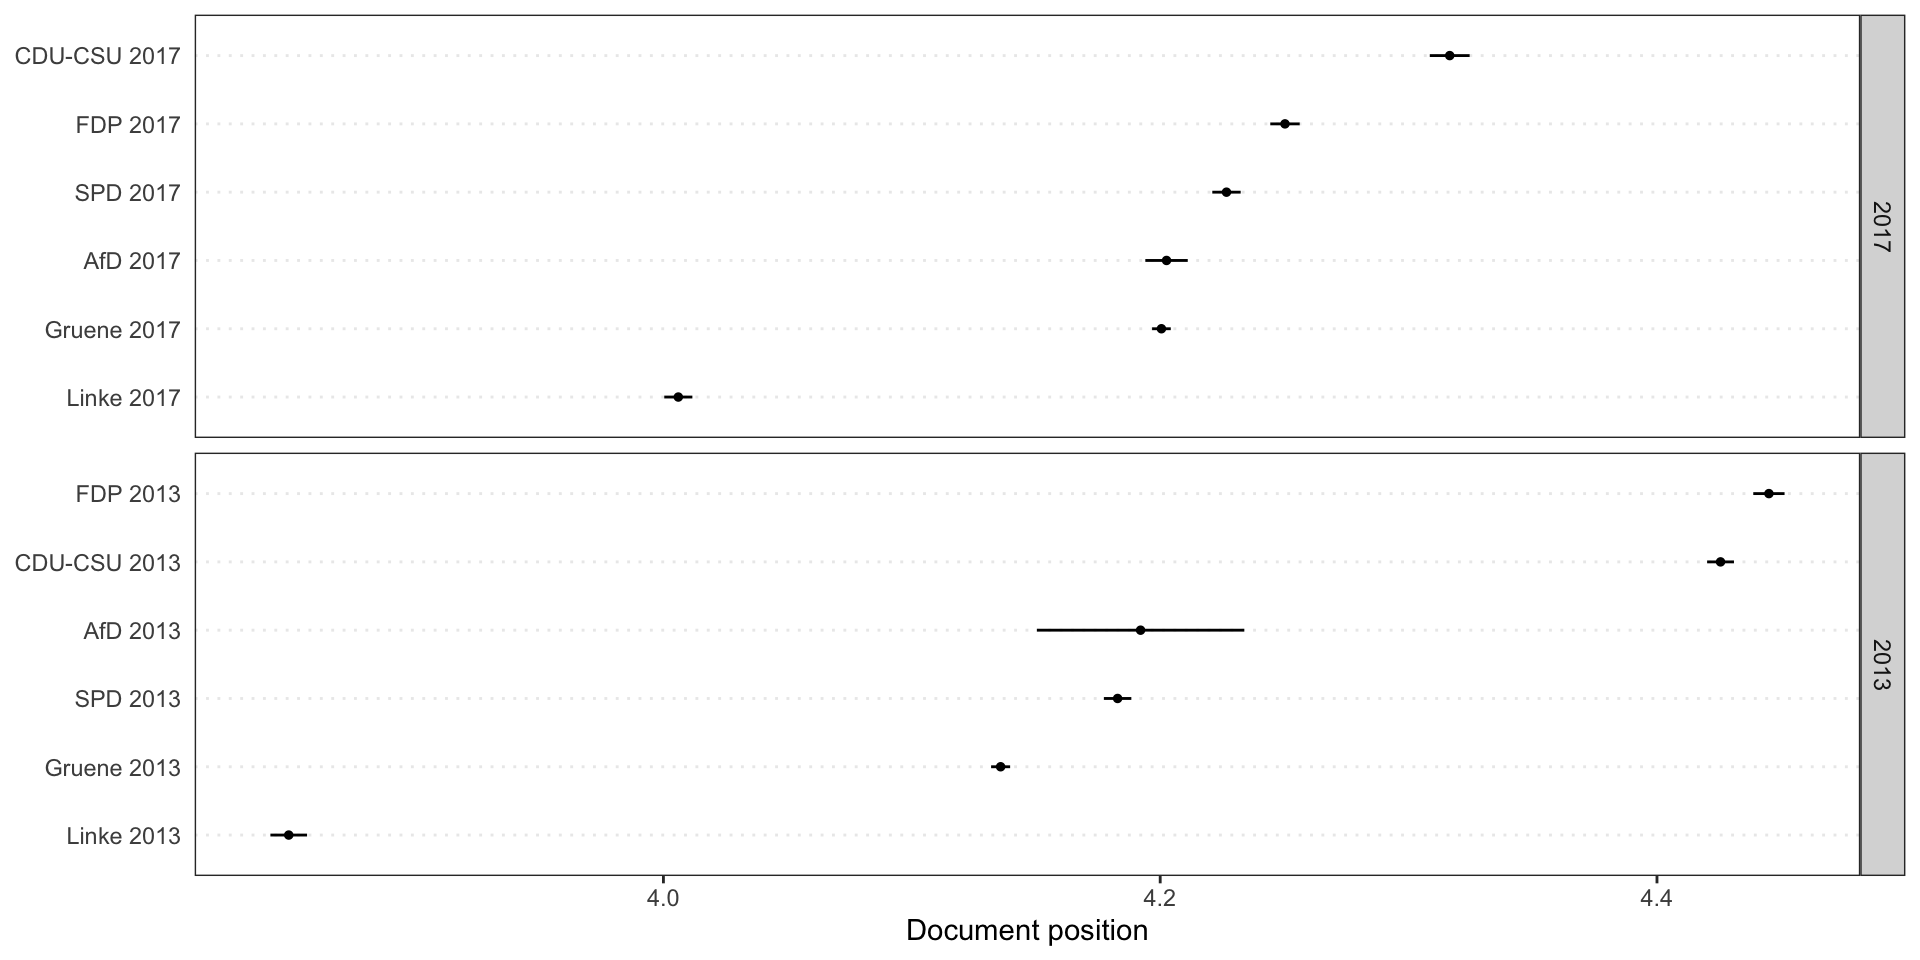 CDU-CSU 2017
FDP 2017
SPD 2017
AfD 2017
Gruene 2017
Linke 2017
2017
FDP 2013
CDU-CSU 2013
AfD 2013
SPD 2013
Gruene 2013
Linke 2013
2013
4.0 4.2 4.4
Document position